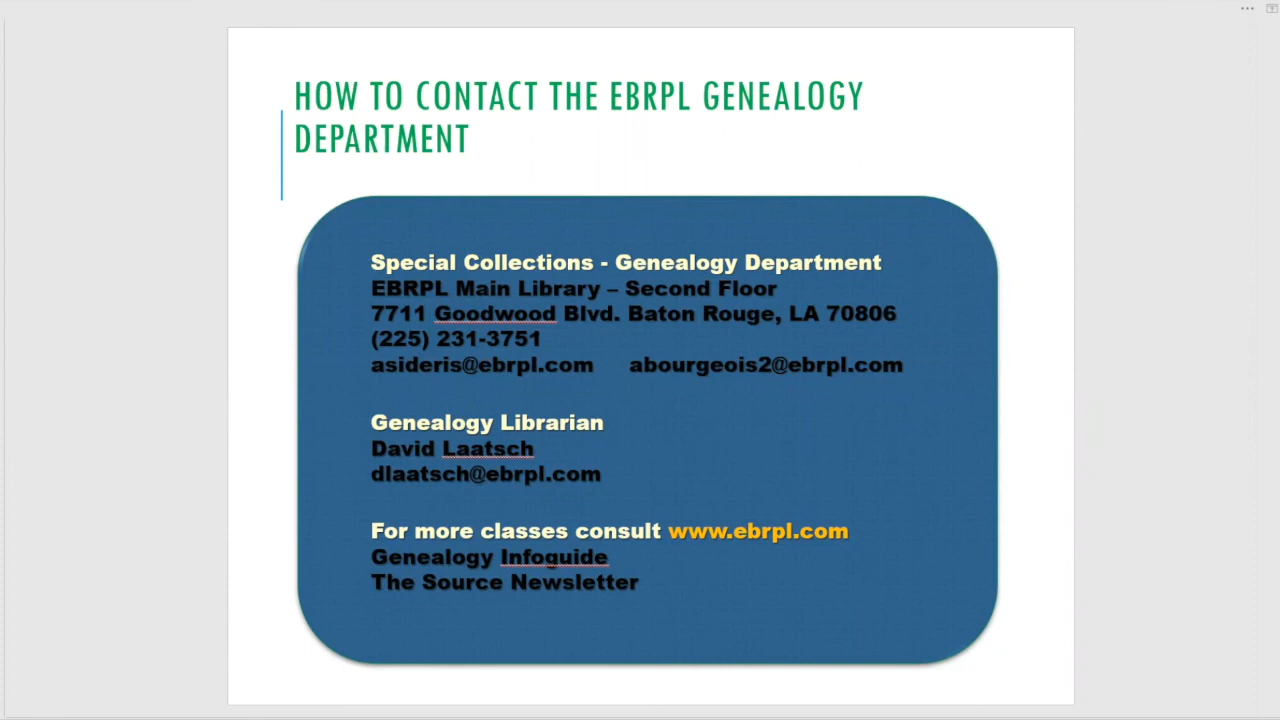 HOW TO CONTACT THE EBRPL GENEALOGY
DEPARTMENT
Special Collections - Genealogy Department
EBRPL Main Library – Second Floor
7711 Goodwood Blvd. Baton Rouge, LA 70806
(225) 231-3751
asideris@ebrpl.com abourgeois2@ebrpl.com
Genealogy Librarian
David Laatsch
dlaatsch@ebrpl.com
For more classes consult www.ebrpl.com
Genealogy Infoguide
The Source Newsletter